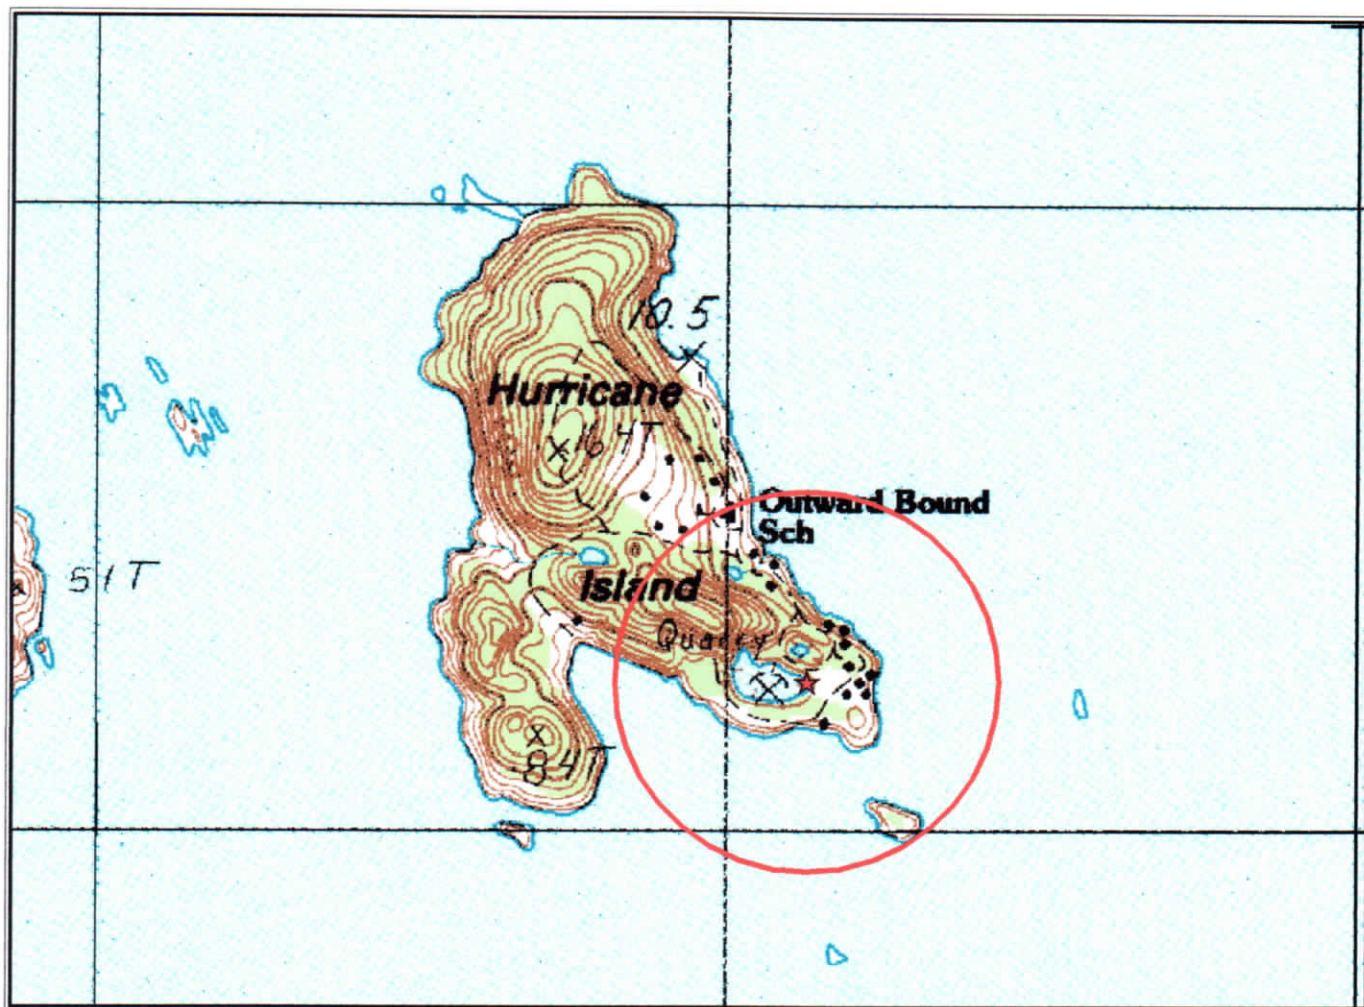 10.5
Hurricane
×164T
Outward Bound
Sch
51T
Island
Quarry
×
84T